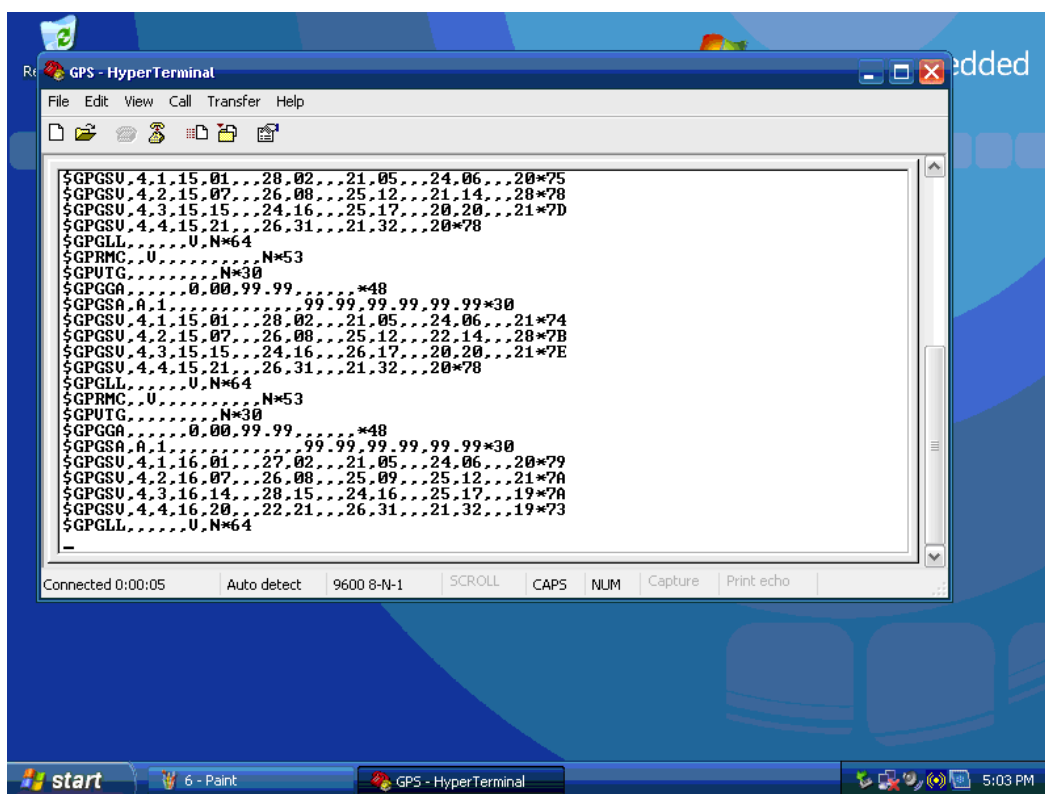 Re
edded
GPS - HyperTerminal
File Edit View Call Transfer Help
$GPGSV,4,1,15,01,,,28,02,,,21,05,,,24,06,,,20*75
$GPGSV,4,2,15,07,,,26,08,,,25,12,,,21,14,,,28*78
$GPGSV,4,3,15,15,,,24,16,,,25,17,,,20,20,,,21*7D
$GPGSV,4,4,15,21,,,26,31,,,21,32,,,20*78
$GPGLL,,,,,,V,N*64
$GPRMC,,V,,,,,,,,,,N*53
$GPVTG,,,,,,,,,N*30
$GPGGA,,,,,,0,00,99.99,,,,,,*48
$GPGSA,A,1,,,,,,,,,,,,,99.99,99.99,99.99*30
$GPGSV,4,1,15,01,,,28,02,,,21,05,,,24,06,,,21*74
$GPGSV,4,2,15,07,,,26,08,,,25,12,,,22,14,,,28*7B
$GPGSV,4,3,15,15,,,24,16,,,26,17,,,20,20,,,21*7E
$GPGSV,4,4,15,21,,,26,31,,,21,32,,,20*78
$GPGLL,,,,,,V,N*64
$GPRMC,,V,,,,,,,,,,N*53
$GPVTG,,,,,,,,,N*30
$GPGGA,,,,,,0,00,99.99,,,,,,*48
$GPGSA,A,1,,,,,,,,,,,,,99.99,99.99,99.99*30
$GPGSV,4,1,16,01,,,27,02,,,21,05,,,24,06,,,20*79
$GPGSV,4,2,16,07,,,26,08,,,25,09,,,25,12,,,21*7A
$GPGSV,4,3,16,14,,,28,15,,,24,16,,,25,17,,,19*7A
$GPGSV,4,4,16,20,,,22,21,,,26,31,,,21,32,,,19*73
$GPGLL,,,,,,V,N*64
Connected 0:00:05 Auto detect 9600 8-N-1 SCROLL CAPS NUM Capture Print echo
start 6 - Paint GPS - HyperTerminal 5:03 PM